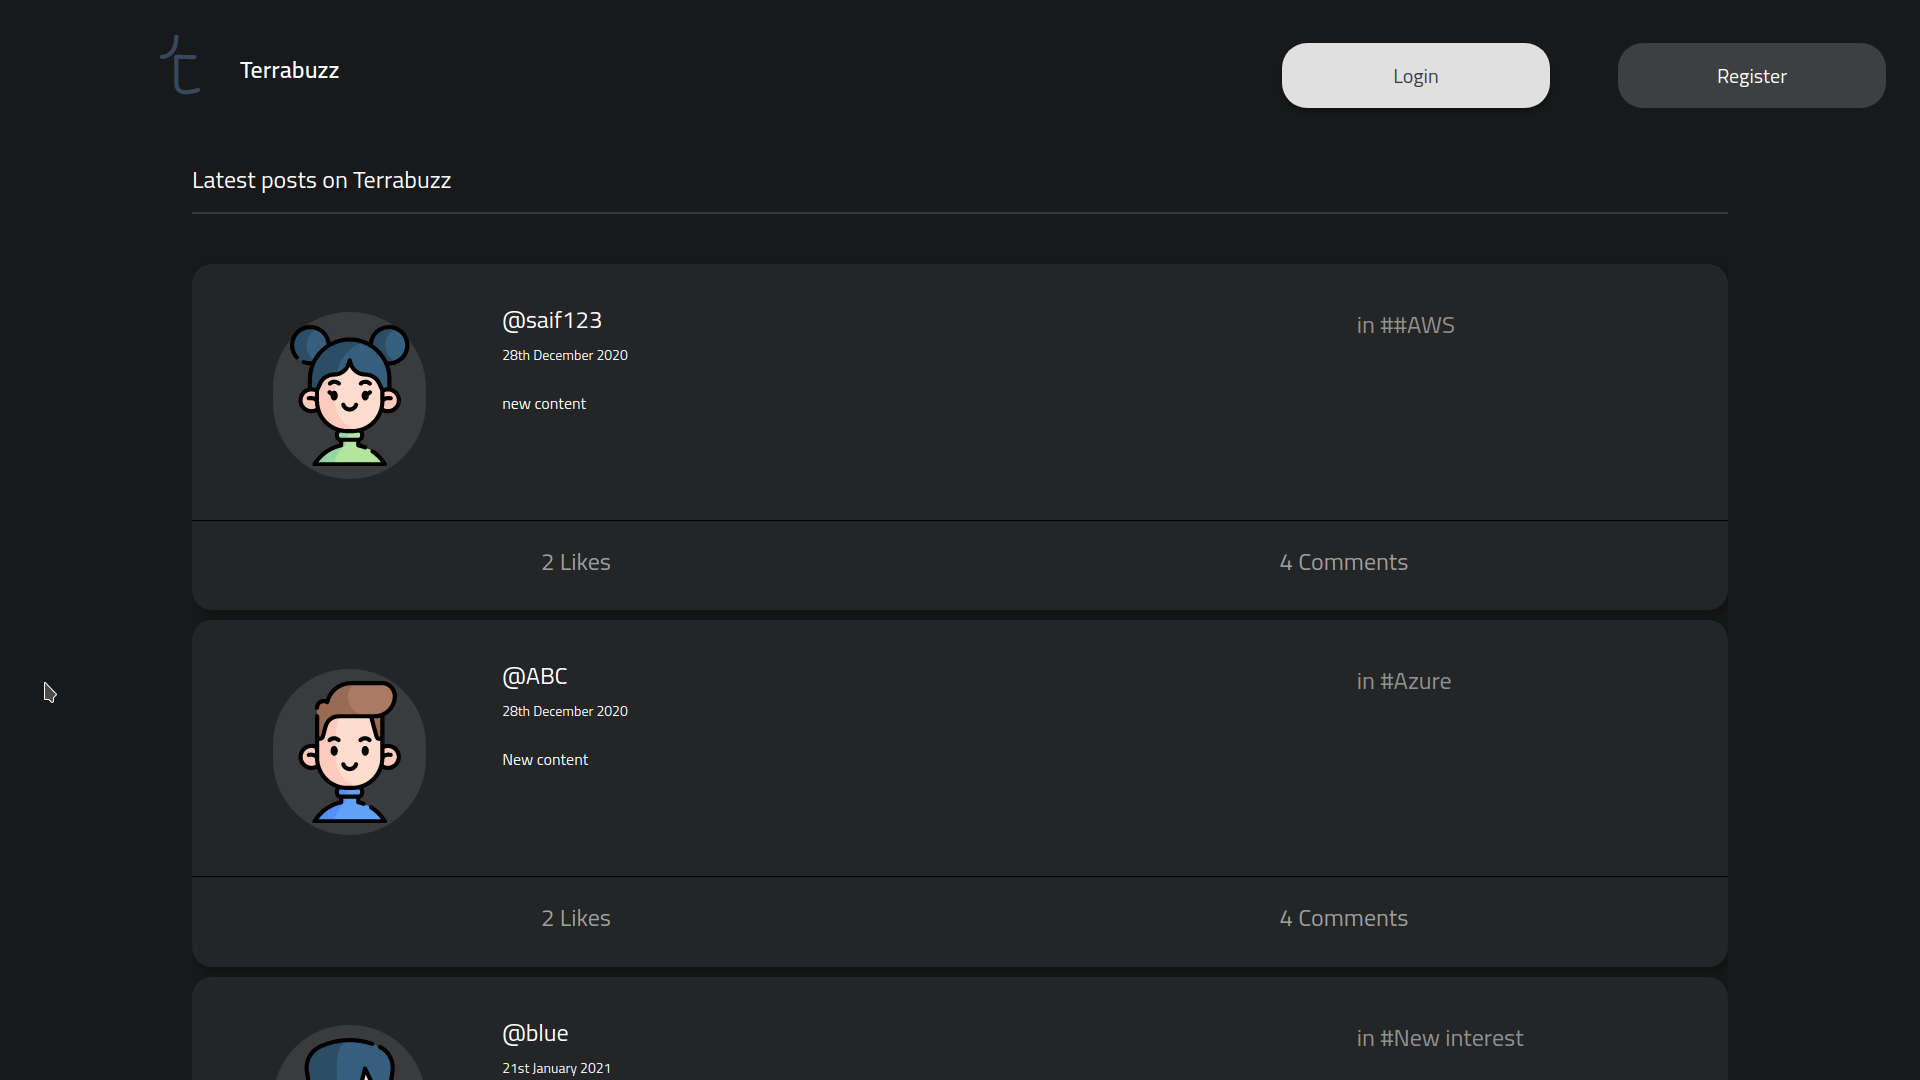 Terrabuzz
Login
Register
Latest posts on Terrabuzz
@saif123
in ##AWS
28th December 2020
new content
2 Likes
4 Comments
@ABC
in #Azure
28th December 2020
New content
2 Likes
4 Comments
@blue
in #New interest
21st January 2021